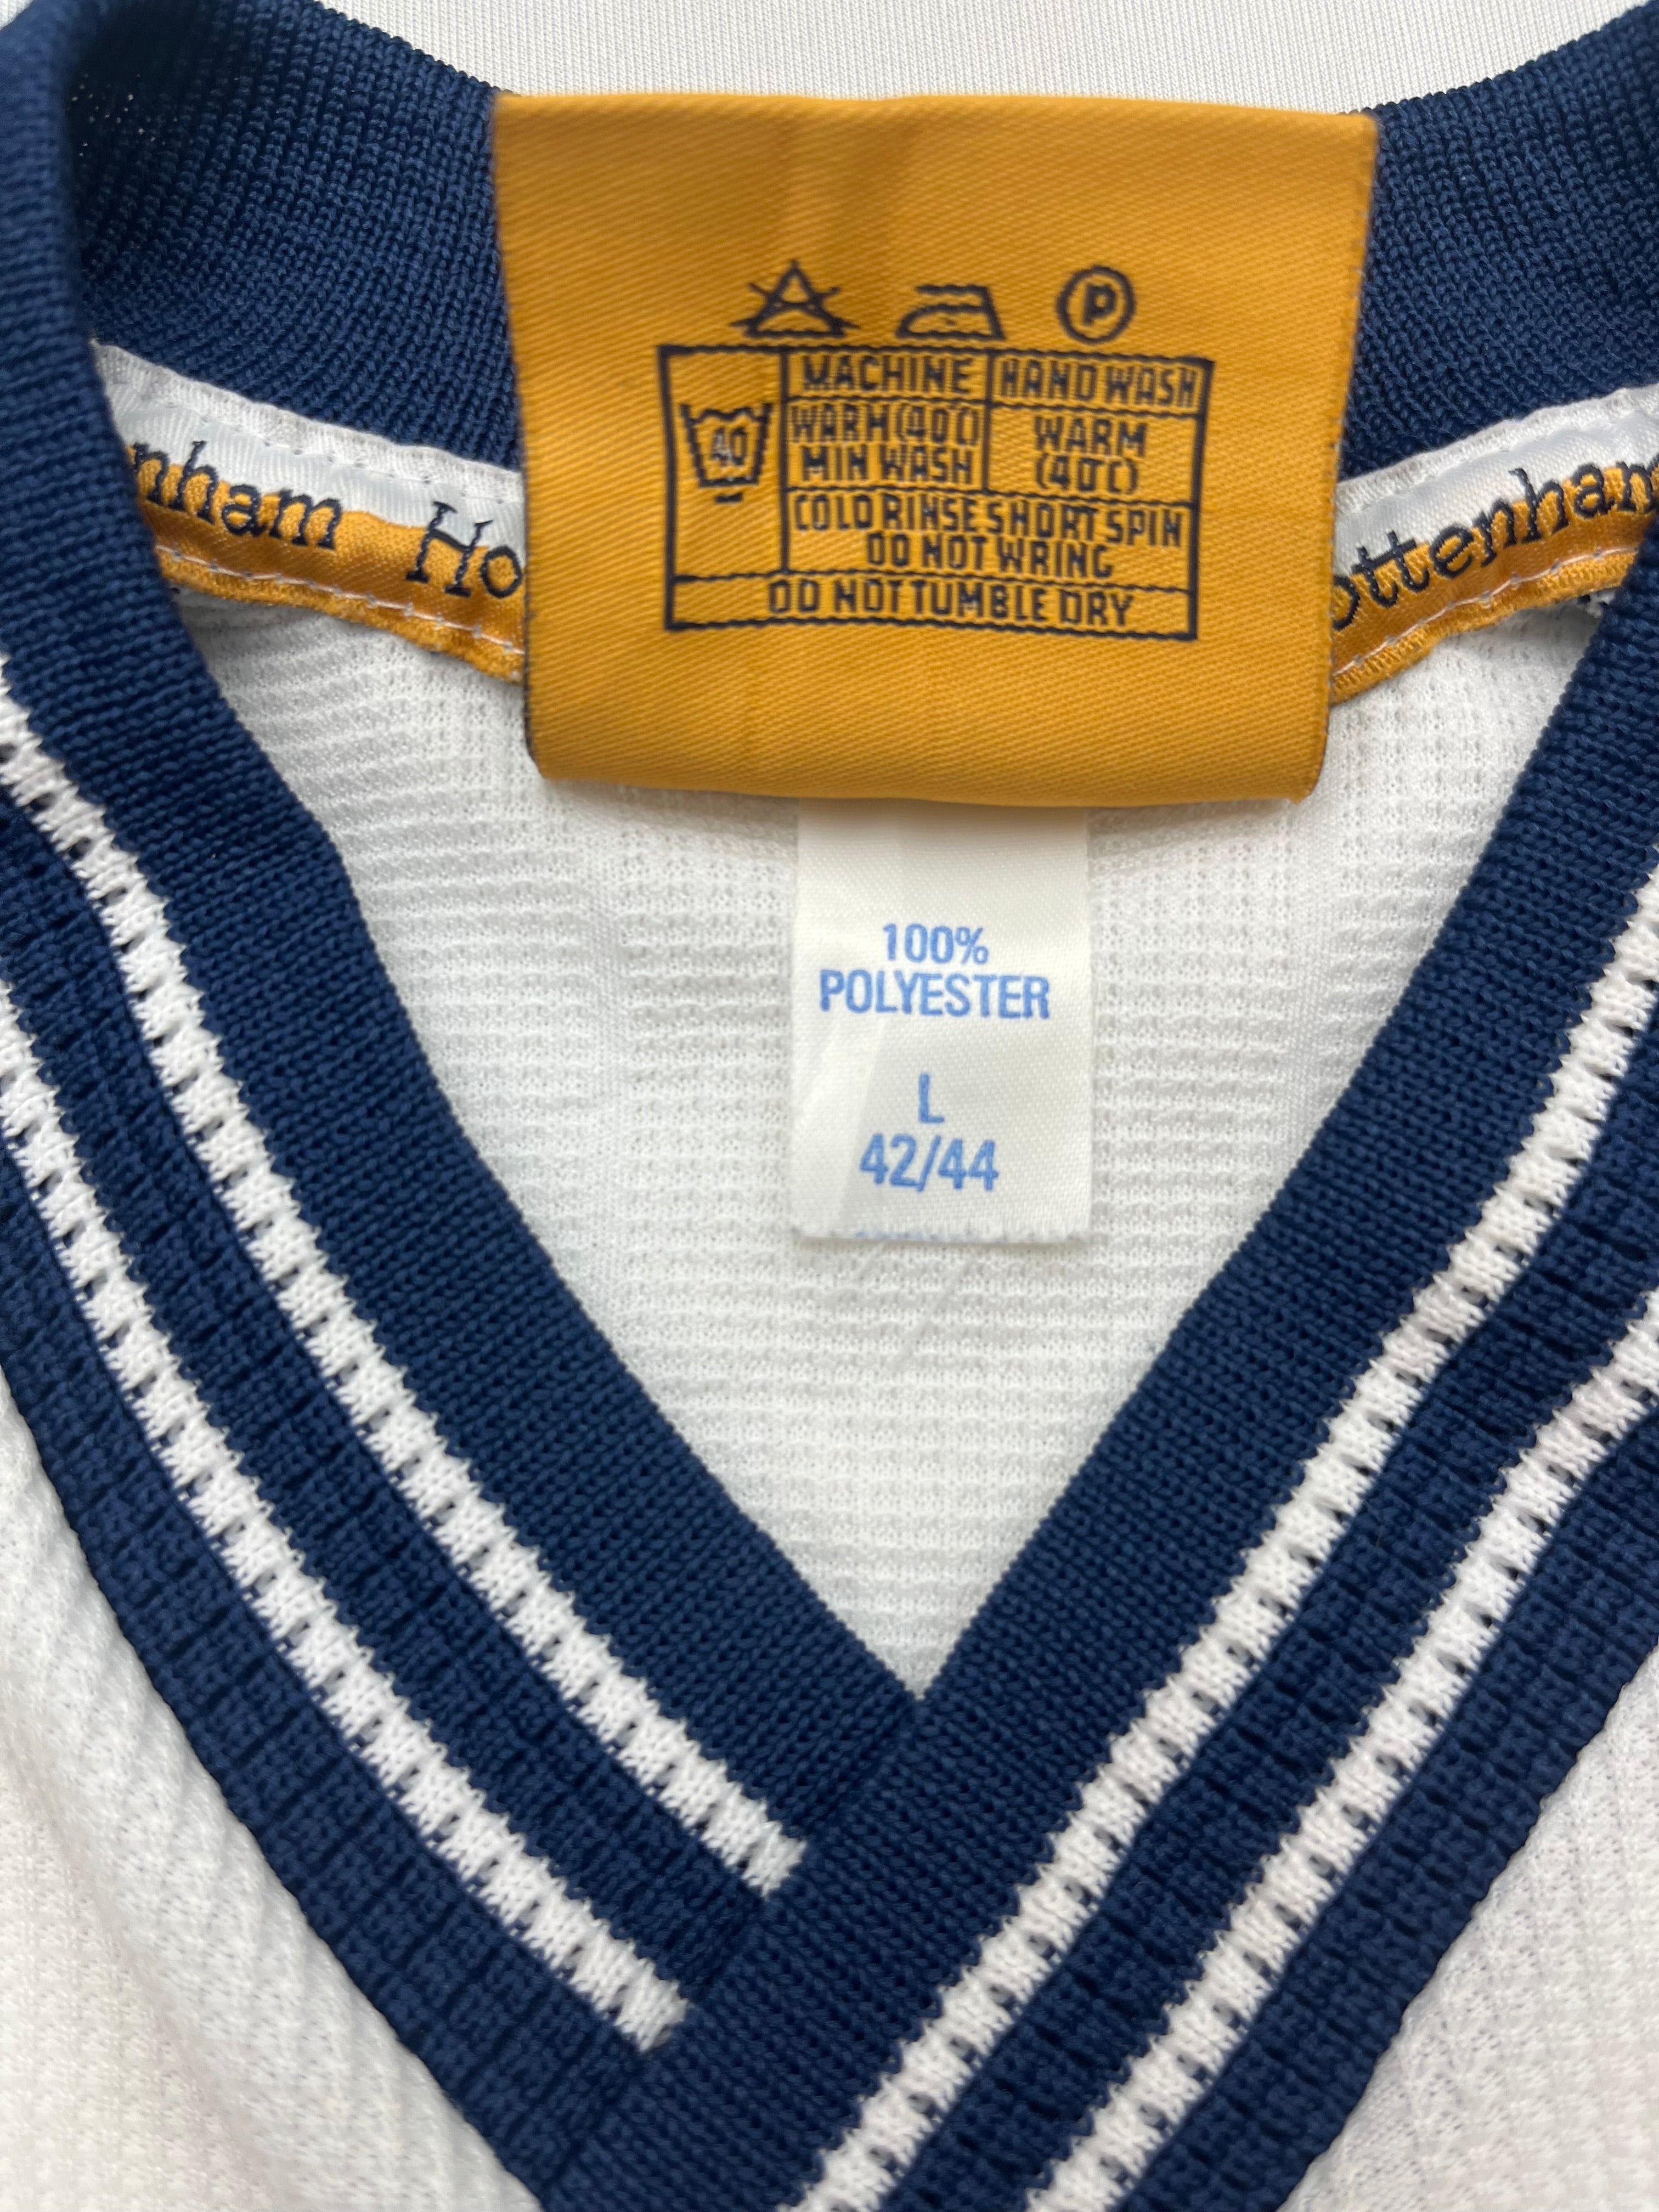 P
MACHINE HAND WASH
40 WARM (40C) MIN WASH WARM (40°C)
COLD RINSE SHORT SPIN
DO NOT WRING
DO NOT TUMBLE DRY
nham Ho
ottenham
100%
POLYESTER
L
42/44